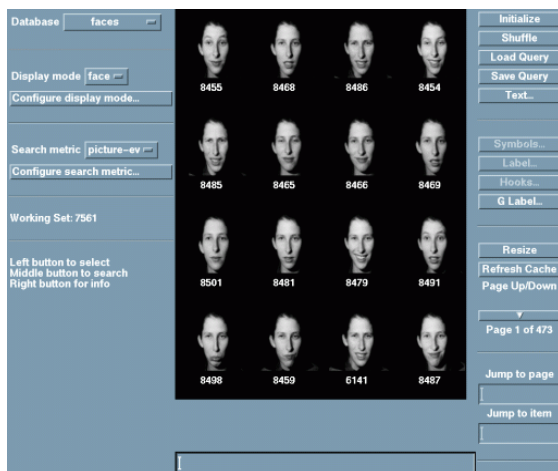 Database faces
Display mode face
Configure display mode...
Search metric picture-ev
Configure search metric...
Working Set: 7561
Left button to select
Middle button to search
Right button for info
8455 8468 8486 8454
8485 8465 8466 8469
8501 8481 8479 8491
8498 8459 6141 8487
Initialize
Shuffle
Load Query
Save Query
Text...
Symbols...
Label...
Hooks...
G Label...
Resize
Refresh Cache
Page Up/Down
Page 1 of 473
Jump to page
Jump to item